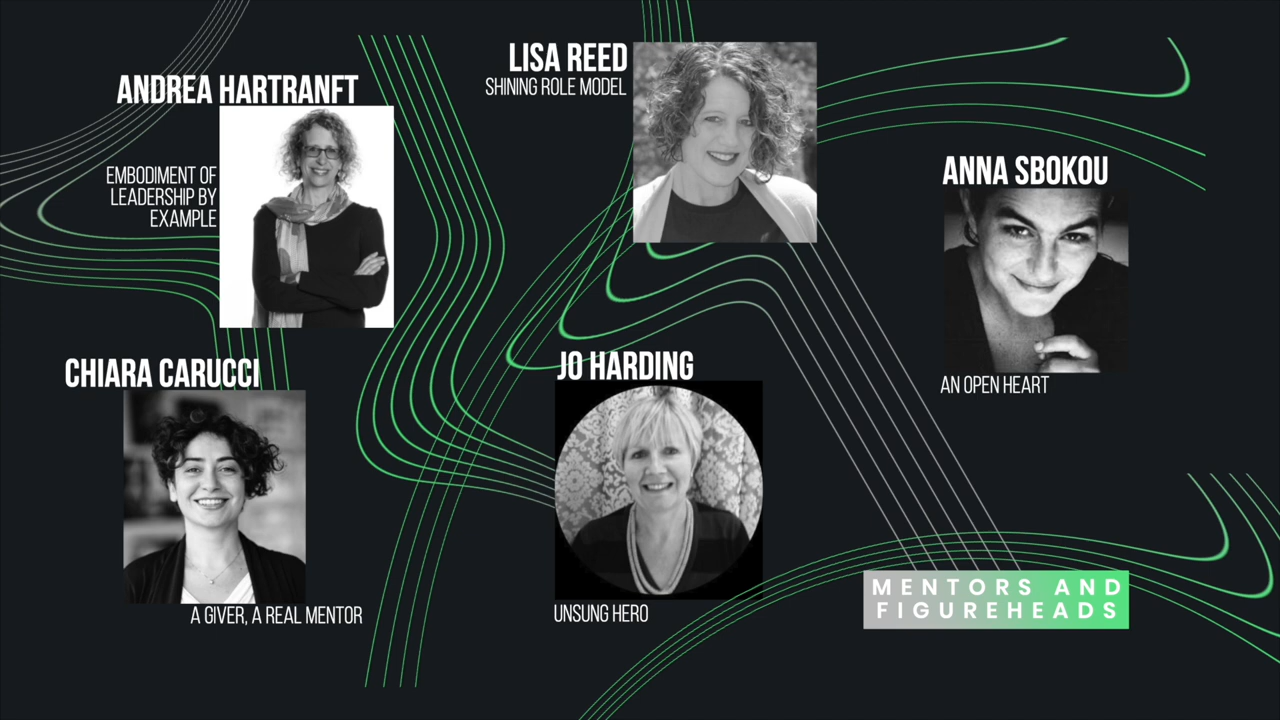 ANDREA HARTRANFT
EMBODIMENT OF
LEADERSHIP BY
EXAMPLE
LISA REED
SHINING ROLE MODEL
ANNA SBOKOU
AN OPEN HEART
CHIARA CARUCCI
A GIVER, A REAL MENTOR
JO HARDING
UNSUNG HERO
MENTORS AND
FIGUREHEADS